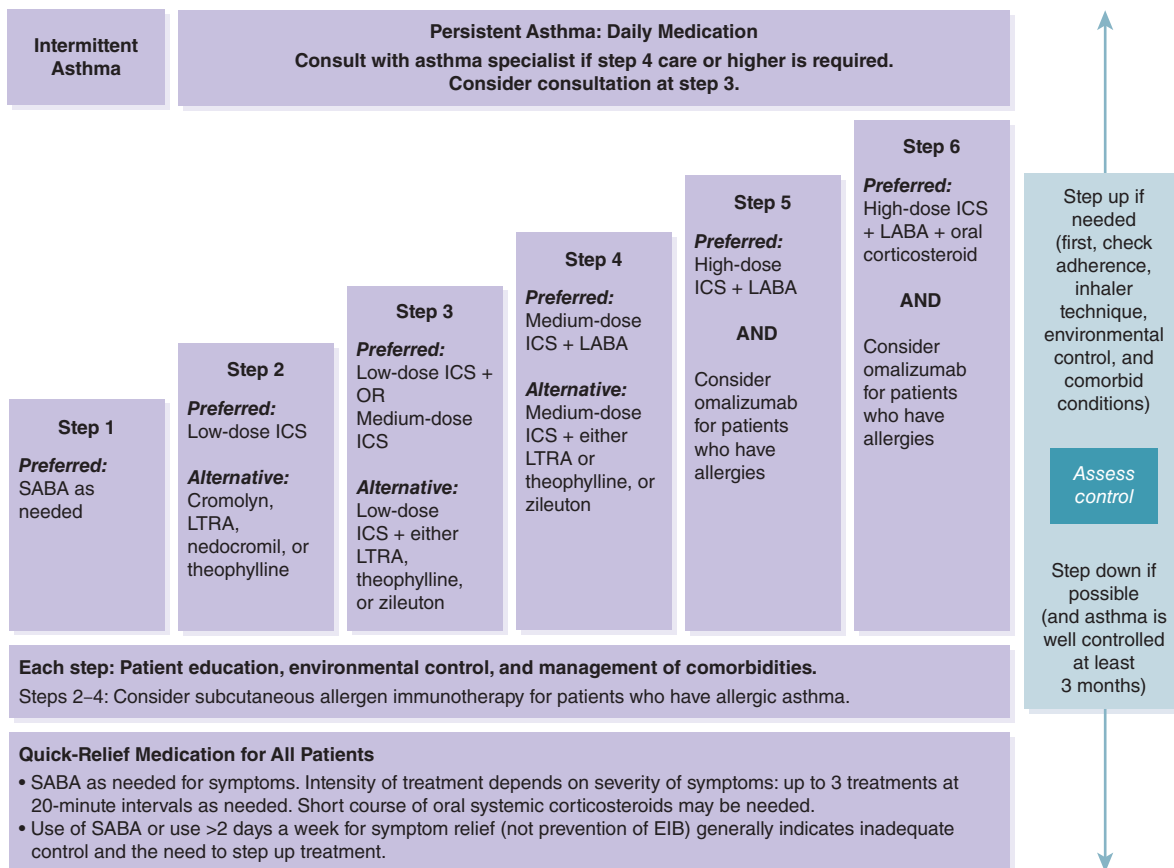 Intermittent
Asthma
Persistent Asthma: Daily Medication
Consult with asthma specialist if step 4 care or higher is required.
Consider consultation at step 3.
Step 1
Preferred:
SABA as
needed
Step 2
Preferred:
Low-dose ICS
Alternative:
Cromolyn,
LTRA,
nedocromil, or
theophylline
Step 3
Preferred:
Low-dose ICS +
OR
Medium-dose
ICS
Alternative:
Low-dose
ICS + either
LTRA,
theophylline,
or zileuton
Step 4
Preferred:
Medium-dose
ICS + LABA
Alternative:
Medium-dose
ICS + either
LTRA or
theophylline, or
zileuton
Step 5
Preferred:
High-dose
ICS + LABA
AND
Consider
omalizumab
for patients
who have
allergies
Step 6
Preferred:
High-dose ICS
+ LABA + oral
corticosteroid
AND
Consider
omalizumab
for patients
who have
allergies
Step up if
needed
(first, check
adherence,
inhaler
technique,
environmental
control, and
comorbid
conditions)
Assess
control
Step down if
possible
(and asthma is
well controlled
at least
3 months)
Each step: Patient education, environmental control, and management of comorbidities.
Steps 2–4: Consider subcutaneous allergen immunotherapy for patients who have allergic asthma.
Quick-Relief Medication for All Patients
• SABA as needed for symptoms. Intensity of treatment depends on severity of symptoms: up to 3 treatments at
20-minute intervals as needed. Short course of oral systemic corticosteroids may be needed.
• Use of SABA or use >2 days a week for symptom relief (not prevention of EIB) generally indicates inadequate
control and the need to step up treatment.